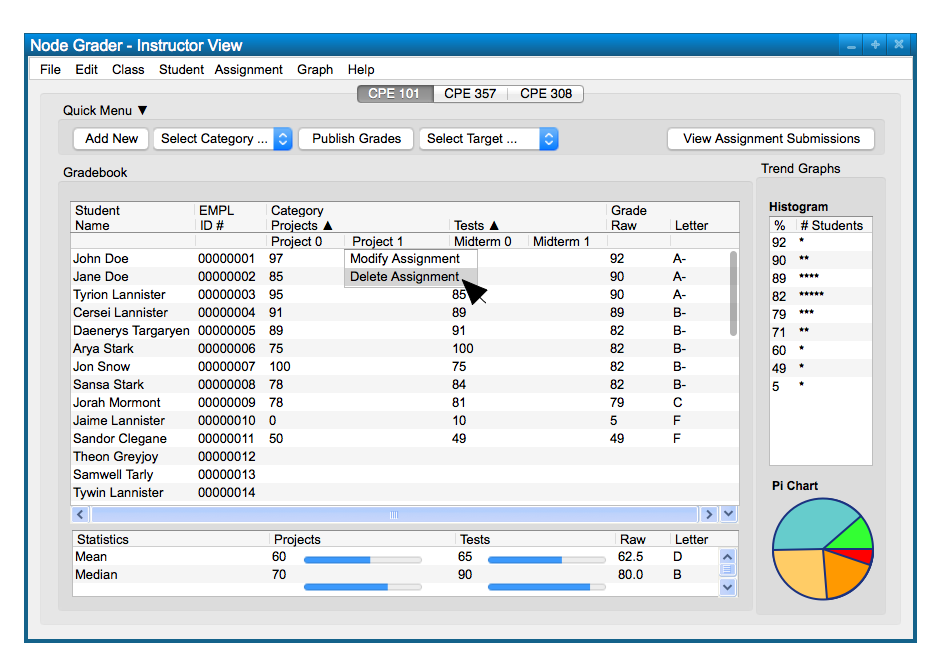 Node Grader - Instructor View
File Edit Class Student Assignment Graph Help
CPE 101 CPE 357 CPE 308
Quick Menu ▼
Add New Select Category ... Publish Grades Select Target ... View Assignment Submissions
Gradebook
Student EMPL Category Grade
Name ID # Projects ▲ Tests ▲ Raw Letter
Project 0 Project 1 Midterm 0 Midterm 1
John Doe 00000001 97 Modify Assignment 92 A-
Jane Doe 00000002 85 Delete Assignment 90 A-
Tyrion Lannister 00000003 95 85 90 A-
Cersei Lannister 00000004 91 89 89 B-
Daenerys Targaryen 00000005 89 91 82 B-
Arya Stark 00000006 75 100 82 B-
Jon Snow 00000007 100 75 82 B-
Sansa Stark 00000008 78 84 82 B-
Jorah Mormont 00000009 78 81 79 C
Jaime Lannister 00000010 0 10 5 F
Sandor Clegane 00000011 50 49 49 F
Theon Greyjoy 00000012
Samwell Tarly 00000013
Tywin Lannister 00000014
Statistics Projects Tests Raw Letter
Mean 60 65 62.5 D
Median 70 90 80.0 B
Trend Graphs
Histogram
% # Students
92 *
90 **
89 ****
82 *****
79 ***
71 **
60 *
49 *
5 *
Pi Chart